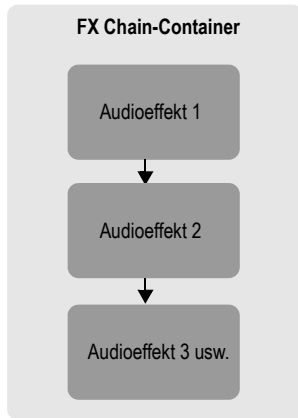 FX Chain-Container
Audioeffekt 1
Audioeffekt 2
Audioeffekt 3 usw.